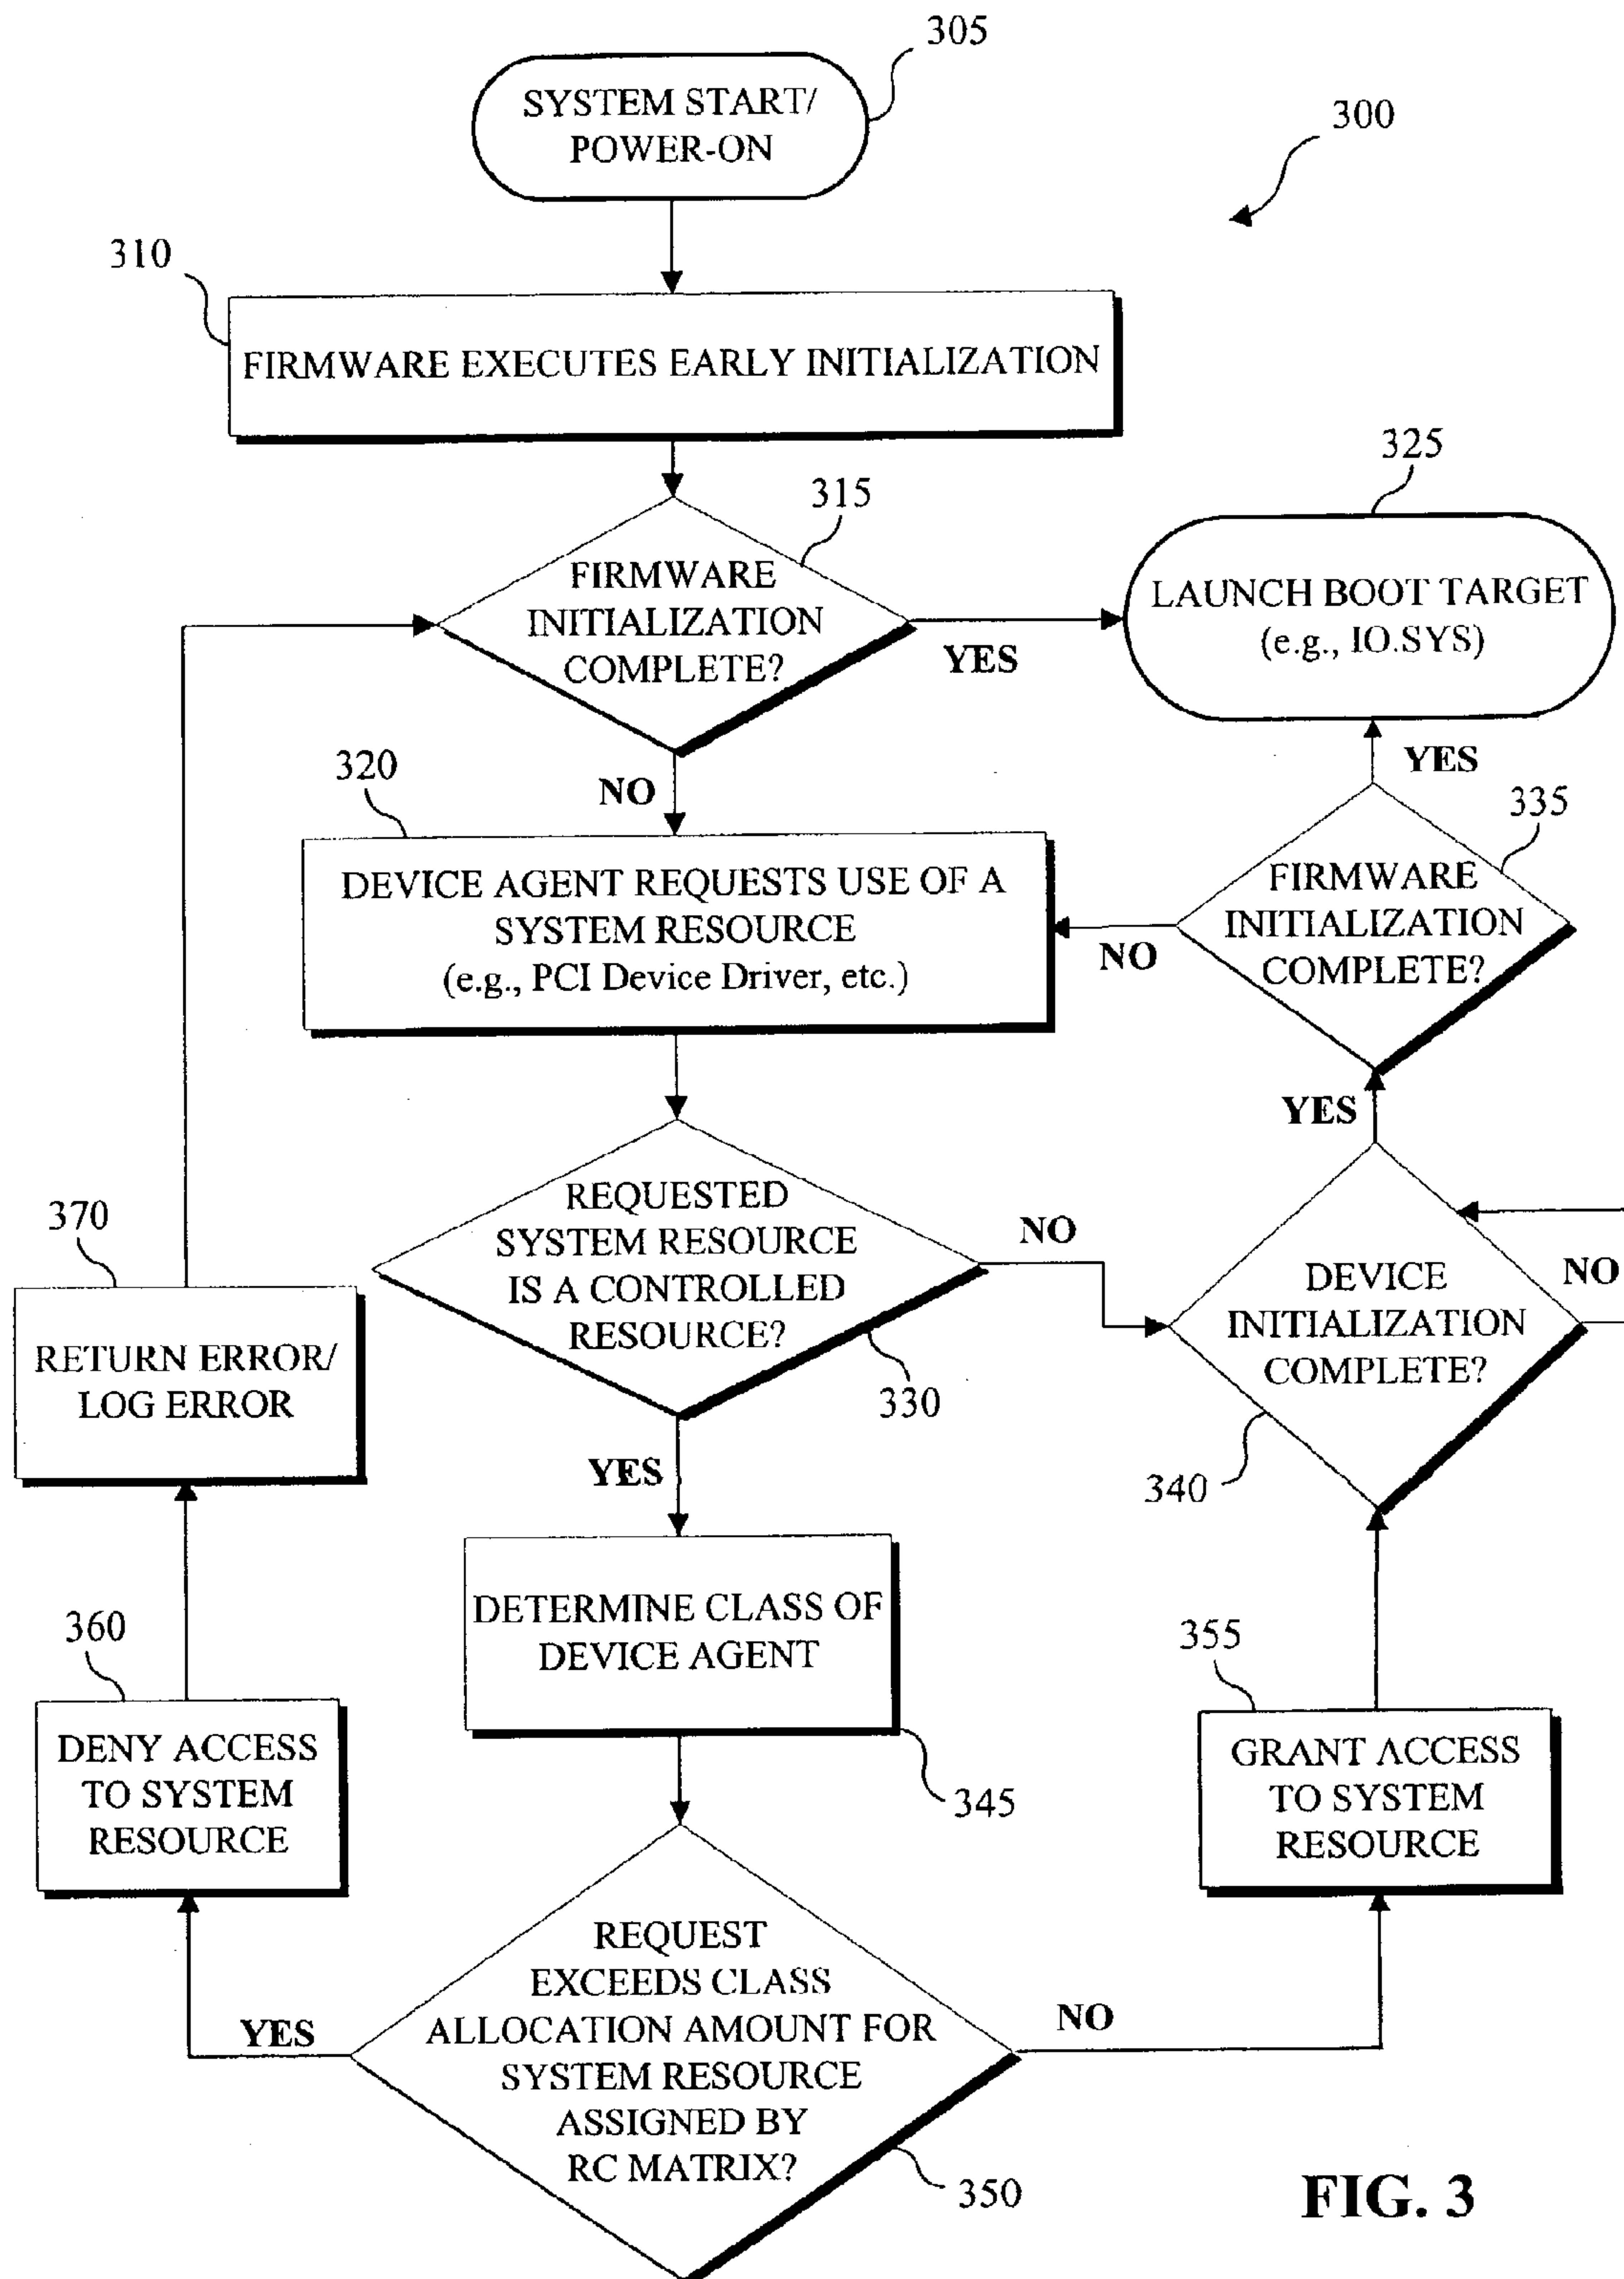 305
SYSTEM START/
POWER-ON
300
310
FIRMWARE EXECUTES EARLY INITIALIZATION
315
FIRMWARE
INITIALIZATION
COMPLETE?
YES
NO
325
LAUNCH BOOT TARGET
(e.g., IO.SYS)
YES
320
DEVICE AGENT REQUESTS USE OF A
SYSTEM RESOURCE
(e.g., PCI Device Driver, etc.)
335
FIRMWARE
INITIALIZATION
COMPLETE?
NO
YES
REQUESTED
SYSTEM RESOURCE
IS A CONTROLLED
RESOURCE?
NO
330
YES
DEVICE
INITIALIZATION
COMPLETE?
NO
340
370
RETURN ERROR/
LOG ERROR
DETERMINE CLASS OF
DEVICE AGENT
345
360
DENY ACCESS
TO SYSTEM
RESOURCE
355
GRANT ACCESS
TO SYSTEM
RESOURCE
REQUEST
EXCEEDS CLASS
ALLOCATION AMOUNT FOR
SYSTEM RESOURCE
ASSIGNED BY
RC MATRIX?
YES
NO
350
FIG. 3